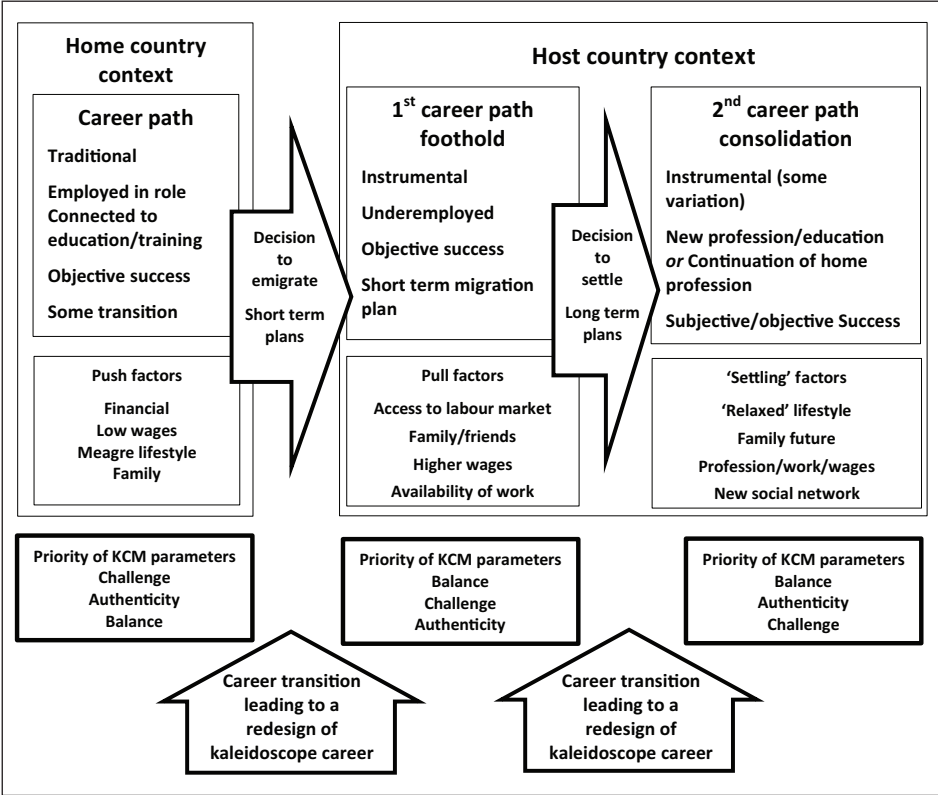 Home country
context
Career path
Traditional
Employed in role
Connected to
education/training
Objective success
Some transition
Push factors
Financial
Low wages
Meagre lifestyle
Family
Decision
to
emigrate
Short term
plans
Host country context
1st career path
foothold
Instrumental
Underemployed
Objective success
Short term migration
plan
Pull factors
Access to labour market
Family/friends
Higher wages
Availability of work
Decision
to
settle
Long term
plans
2nd career path
consolidation
Instrumental (some
variation)
New profession/education
or Continuation of home
profession
Subjective/objective Success
‘Settling’ factors
‘Relaxed’ lifestyle
Family future
Profession/work/wages
New social network
Priority of KCM parameters
Challenge
Authenticity
Balance
Priority of KCM parameters
Balance
Challenge
Authenticity
Priority of KCM parameters
Balance
Authenticity
Challenge
Career transition
leading to a
redesign of
kaleidoscope career
Career transition
leading to a
redesign of
kaleidoscope career